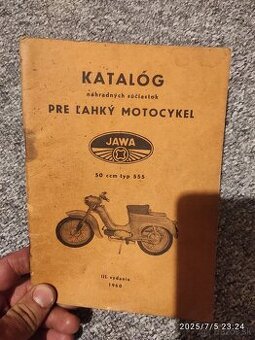 KATALÓG
náhradných súčiastok
PRE ĽAHKÝ MOTOCYKEL
JAWA
50 ccm typ 555
III. vydanie
1960
2025/7/5 23:24